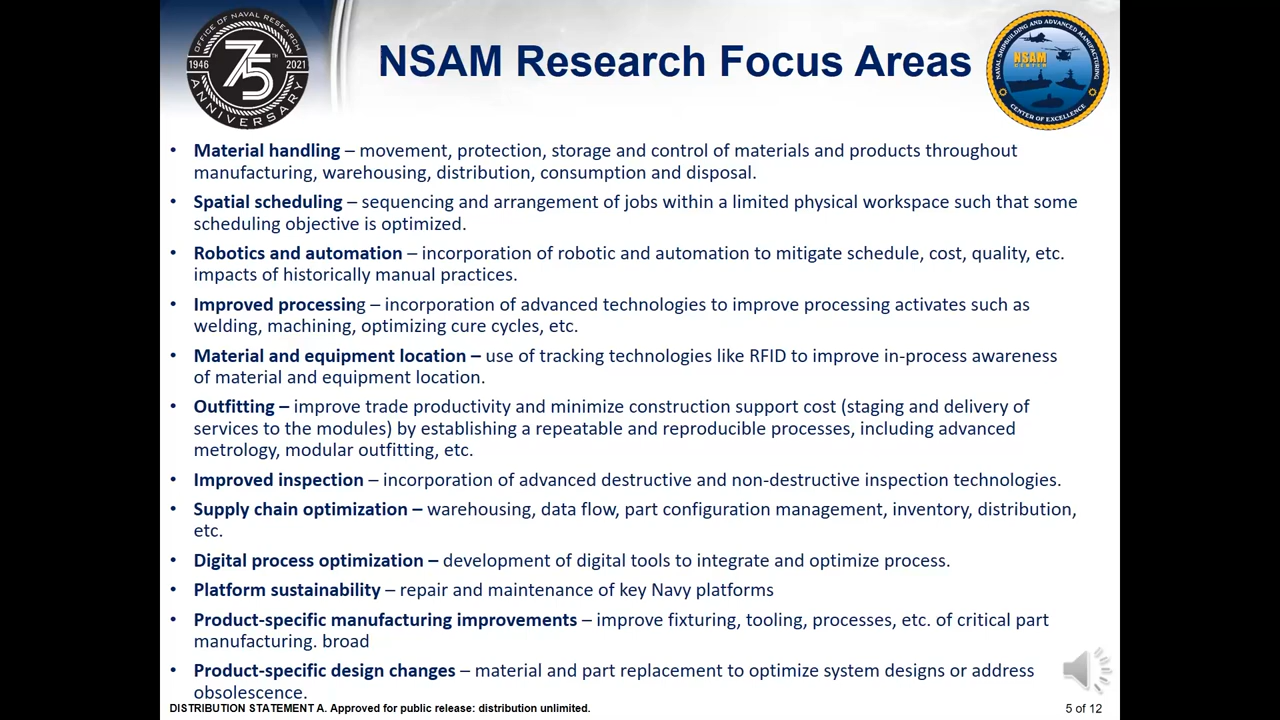 OFFICE OF NAVAL RESEARCH
1946 75TH 2021
ANNIVERSARY
NSAM Research Focus Areas
NAVAL SHIPBUILDING AND ADVANCED MANUFACTURING
NSAM
CENTER
CENTER OF EXCELLENCE
• Material handling – movement, protection, storage and control of materials and products throughout
manufacturing, warehousing, distribution, consumption and disposal.
• Spatial scheduling – sequencing and arrangement of jobs within a limited physical workspace such that some
scheduling objective is optimized.
• Robotics and automation – incorporation of robotic and automation to mitigate schedule, cost, quality, etc.
impacts of historically manual practices.
• Improved processing – incorporation of advanced technologies to improve processing activates such as
welding, machining, optimizing cure cycles, etc.
• Material and equipment location – use of tracking technologies like RFID to improve in-process awareness
of material and equipment location.
• Outfitting – improve trade productivity and minimize construction support cost (staging and delivery of
services to the modules) by establishing a repeatable and reproducible processes, including advanced
metrology, modular outfitting, etc.
• Improved inspection – incorporation of advanced destructive and non-destructive inspection technologies.
• Supply chain optimization – warehousing, data flow, part configuration management, inventory, distribution,
etc.
• Digital process optimization – development of digital tools to integrate and optimize process.
• Platform sustainability – repair and maintenance of key Navy platforms
• Product-specific manufacturing improvements – improve fixturing, tooling, processes, etc. of critical part
manufacturing. broad
• Product-specific design changes – material and part replacement to optimize system designs or address
obsolescence.
DISTRIBUTION STATEMENT A. Approved for public release: distribution unlimited.
5 of 12